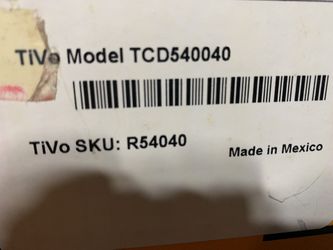 TiVo Model TCD540040
TiVo SKU: R54040
Made in Mexico